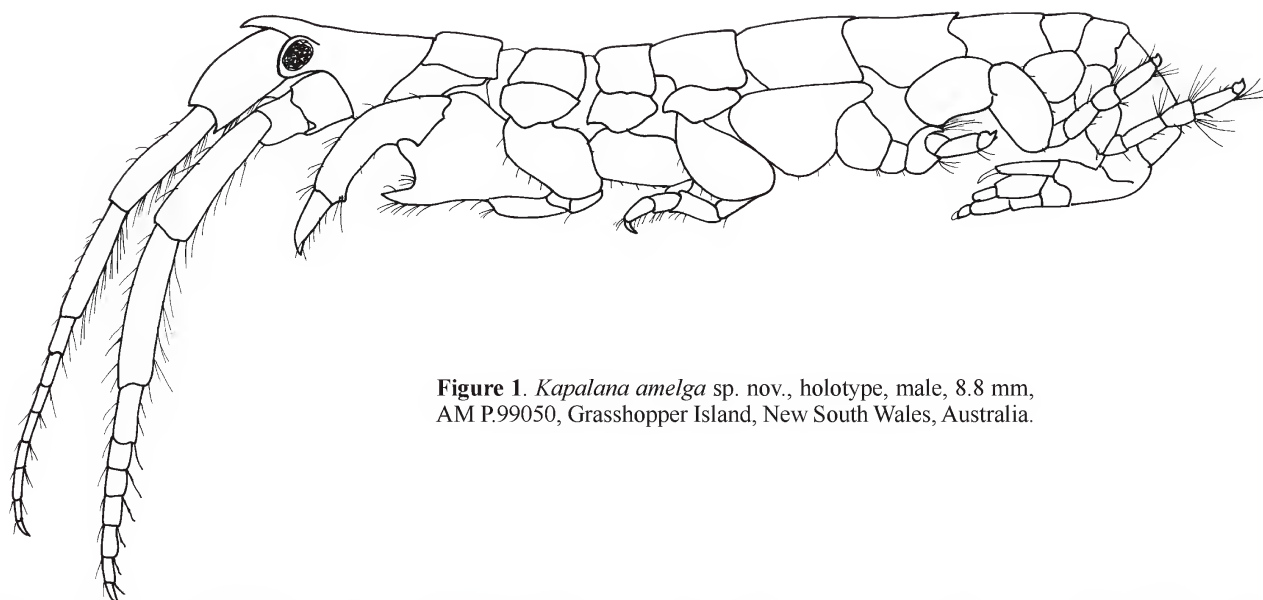 Figure 1. Kapalana amelga sp. nov., holotype, male, 8.8 mm,
AM P.99050, Grasshopper Island, New South Wales, Australia.